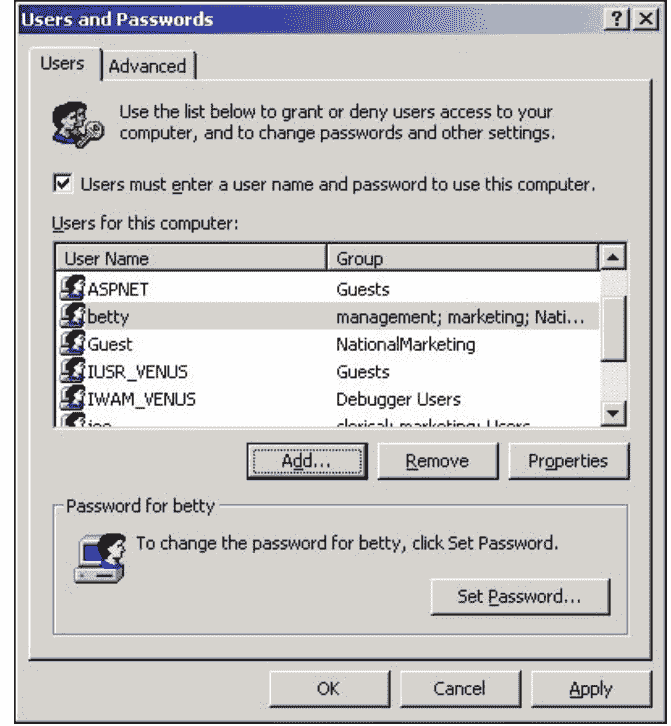 Users and Passwords
Users
Advanced
Use the list below to grant or deny users access to your
computer, and to change passwords and other settings.
Users must enter a user name and password to use this computer.
Users for this computer:
User Name Group
ASPNET Guests
betty management; marketing; Nati...
Guest NationalMarketing
IUSR_VENUS Guests
IWAM_VENUS Debugger Users
joe clerical; marketing; Users
Add... Remove Properties
Password for betty
To change the password for betty, click Set Password.
Set Password...
OK Cancel Apply